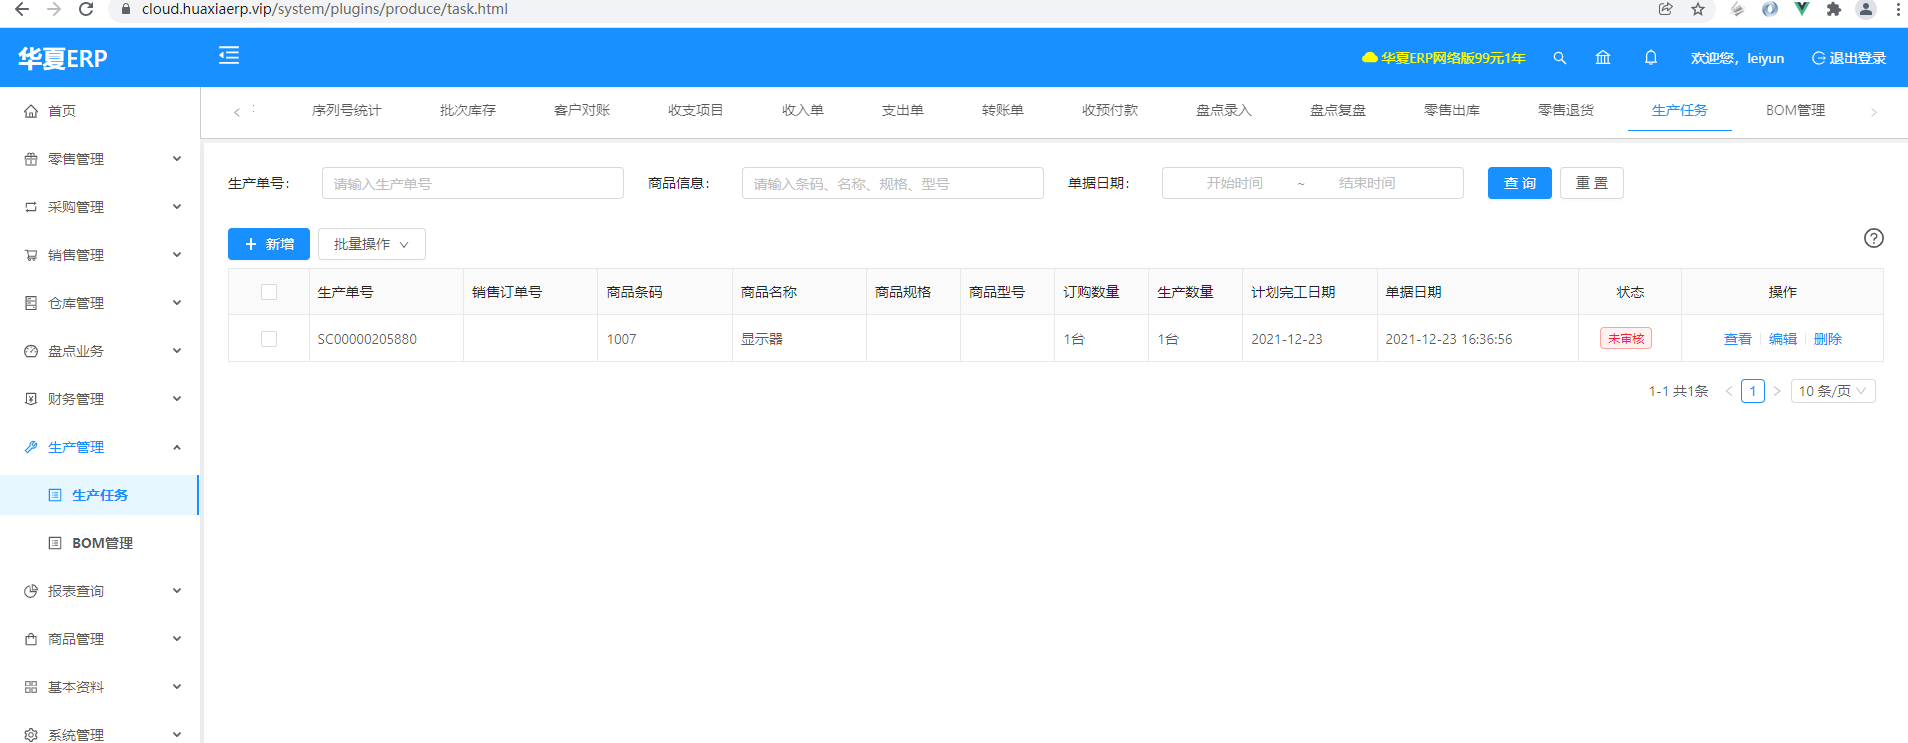 cloud.huaxiaerp.vip/system/plugins/produce/task.html
华夏ERP
华夏ERP网络版99元1年
欢迎您，leiyun
退出登录
首页
零售管理
采购管理
销售管理
仓库管理
盘点业务
财务管理
生产管理
生产任务
BOM管理
报表查询
商品管理
基本资料
系统管理
序列号统计 批次库存 客户对账 收支项目 收入单 支出单 转账单 收预付款 盘点录入 盘点复盘 零售出库 零售退货 生产任务 BOM管理
生产单号： 请输入生产单号 商品信息： 请输入条码、名称、规格、型号 单据日期： 开始时间 ~ 结束时间 查 询 重 置
新增 批量操作
生产单号 销售订单号 商品条码 商品名称 商品规格 商品型号 订购数量 生产数量 计划完工日期 单据日期 状态 操作
SC00000205880 1007 显示器 1台 1台 2021-12-23 2021-12-23 16:36:56 未审核 查看 编辑 删除
1-1 共1条 1 10 条/页